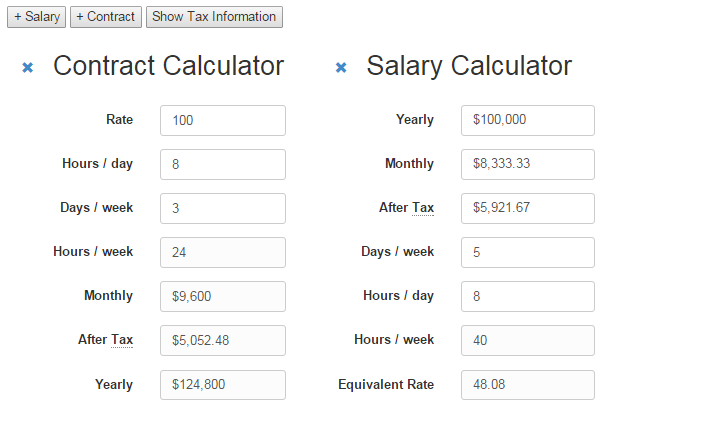 + Salary + Contract Show Tax Information
Contract Calculator
Rate 100
Hours / day 8
Days / week 3
Hours / week 24
Monthly $9,600
After Tax $5,052.48
Yearly $124,800
Salary Calculator
Yearly $100,000
Monthly $8,333.33
After Tax $5,921.67
Days / week 5
Hours / day 8
Hours / week 40
Equivalent Rate 48.08